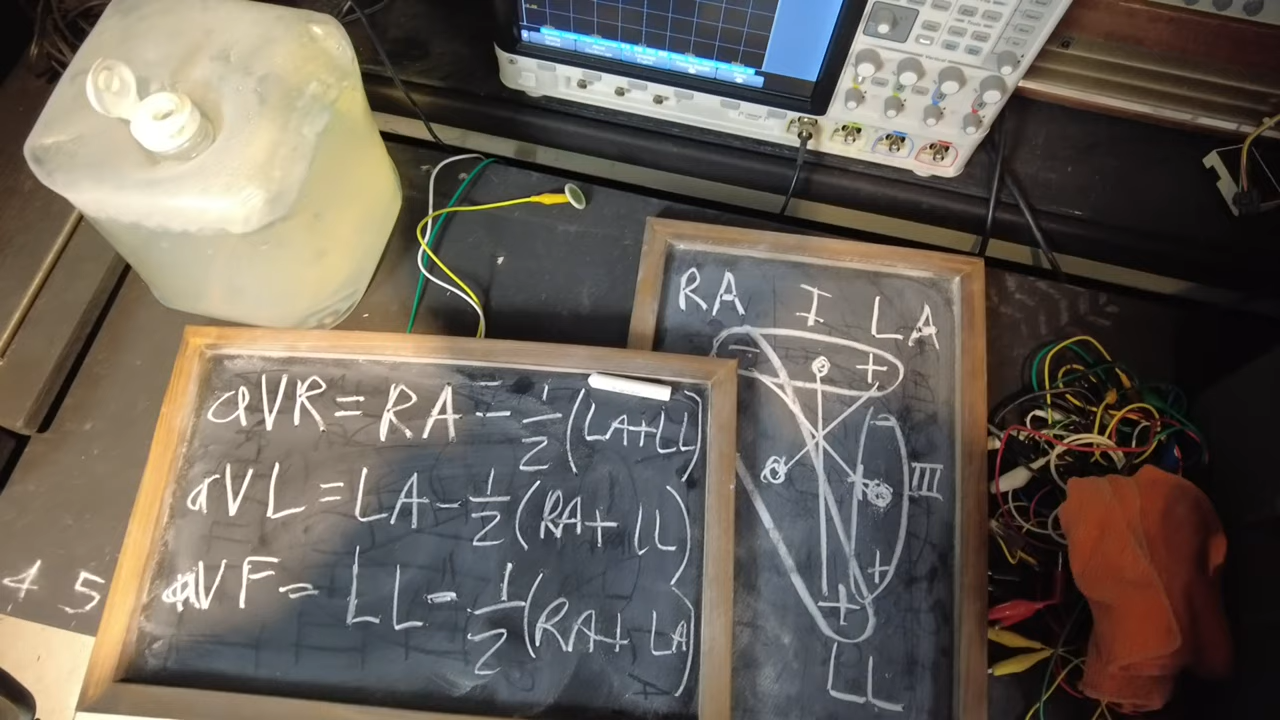 RA I LA
- +
-
III
+
+
LL
aVR = RA - 1/2 (LA+LL)
aVL = LA - 1/2 (RA+ LL)
aVF = LL - 1/2 (RA+ LA)
4 5